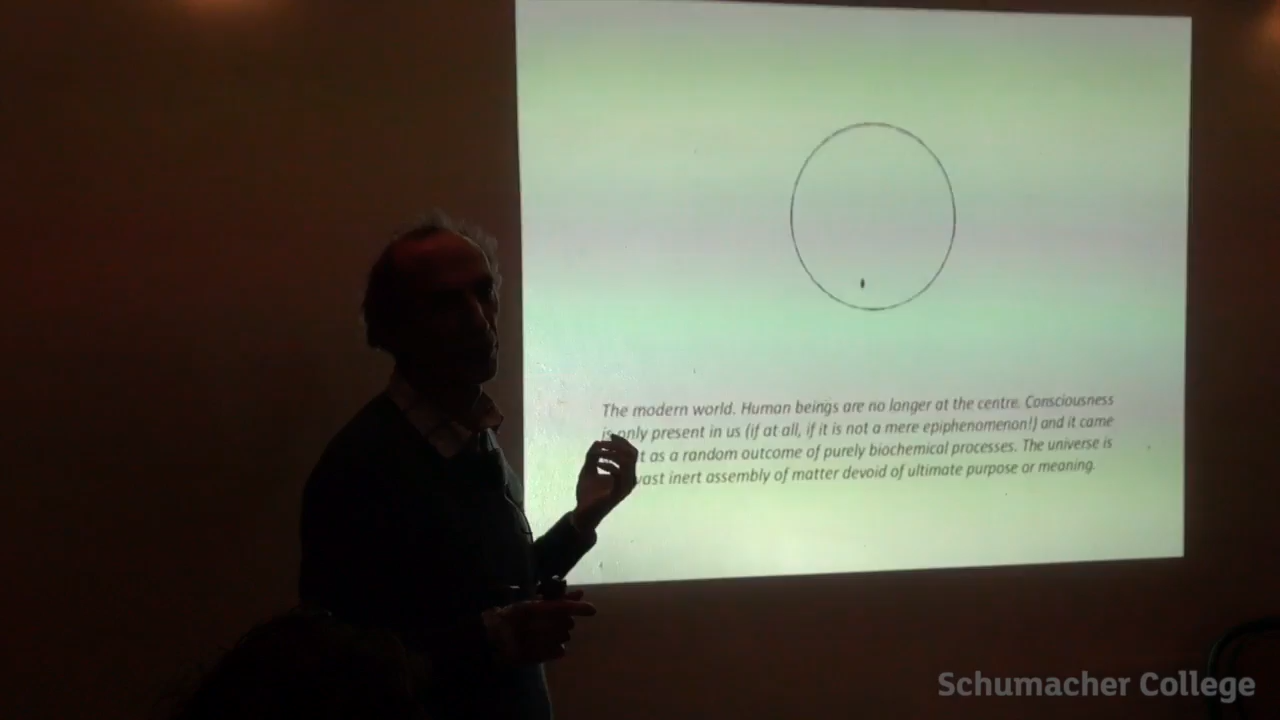 The modern world. Human beings are no longer at the centre. Consciousness
is only present in us (if at all, if it is not a mere epiphenomenon!) and it came
as a random outcome of purely biochemical processes. The universe is
vast inert assembly of matter devoid of ultimate purpose or meaning.
Schumacher College